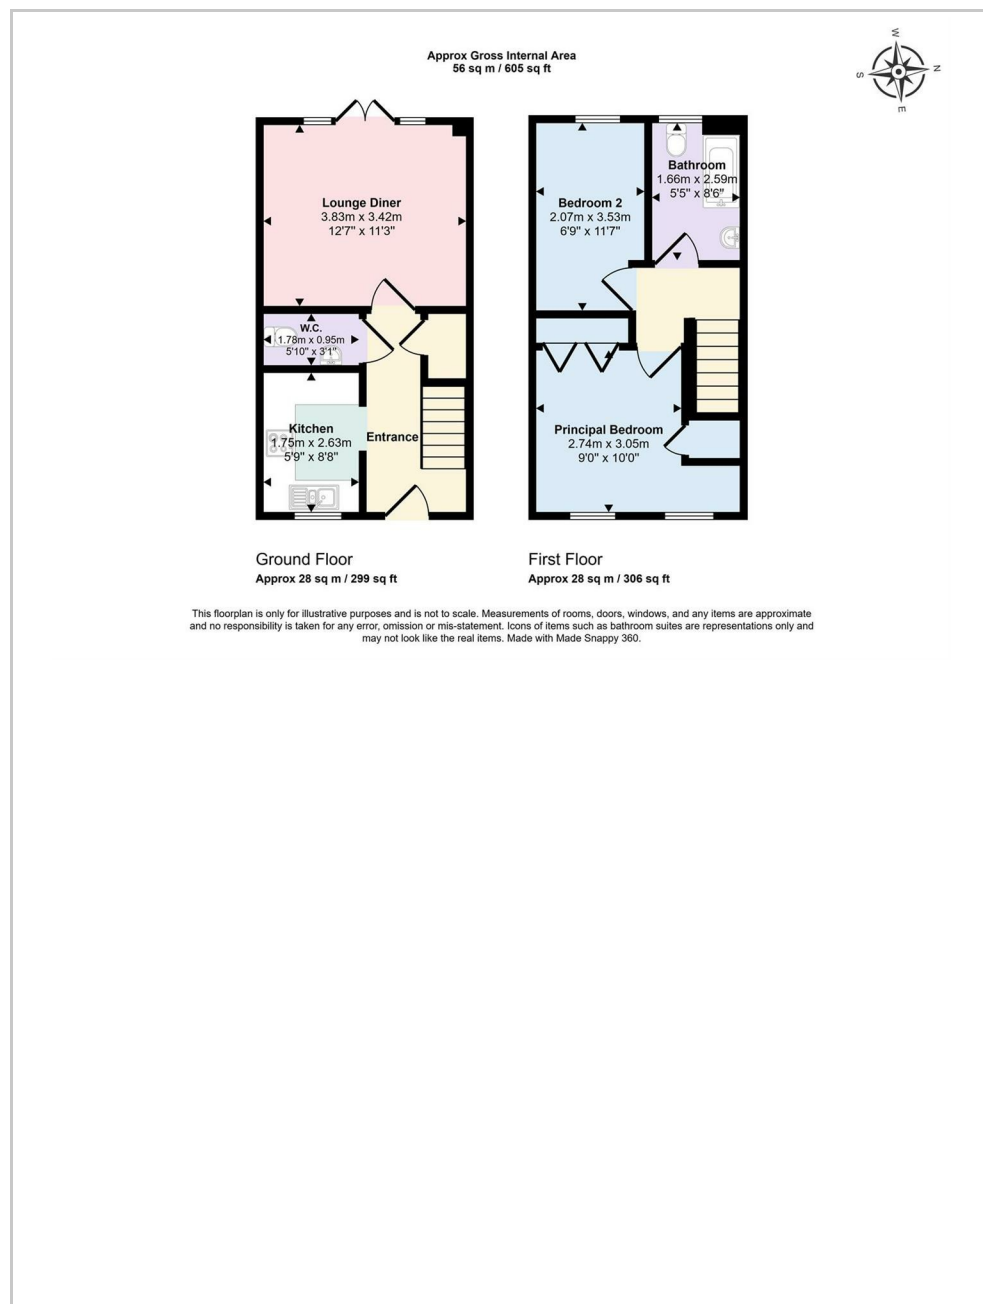 Approx Gross Internal Area
56 sq m / 605 sq ft
W
N
S
E
Lounge Diner
3.83m x 3.42m
12'7" x 11'3"
W.C.
1.78m x 0.95m
5'10" x 3'1"
Kitchen
1.75m x 2.63m
5'9" x 8'8"
Entrance
Bedroom 2
2.07m x 3.53m
6'9" x 11'7"
Bathroom
1.66m x 2.59m
5'5" x 8'6"
Principal Bedroom
2.74m x 3.05m
9'0" x 10'0"
Ground Floor
Approx 28 sq m / 299 sq ft
First Floor
Approx 28 sq m / 306 sq ft
This floorplan is only for illustrative purposes and is not to scale. Measurements of rooms, doors, windows, and any items are approximate
and no responsibility is taken for any error, omission or mis-statement. Icons of items such as bathroom suites are representations only and
may not look like the real items. Made with Made Snappy 360.